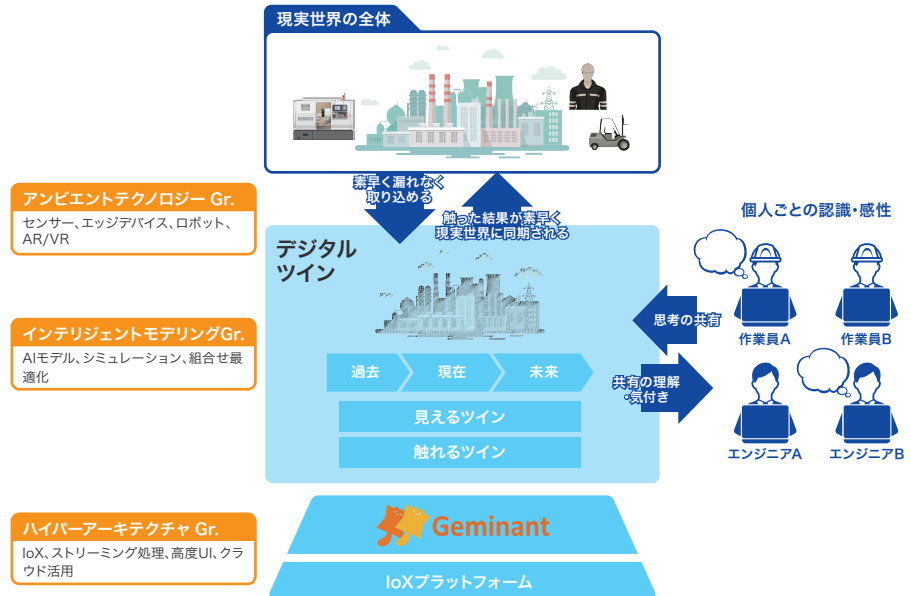 現実世界の全体
素早く漏れなく
取り込める
触った結果が素早く
現実世界に同期される
アンビエントテクノロジー Gr.
センサー、エッジデバイス、ロボット、
AR/VR
デジタル
ツイン
個人ごとの認識・感性
思考の共有
作業員A
作業員B
インテリジェントモデリングGr.
AIモデル、シミュレーション、組合せ最
適化
過去
現在
未来
共有の理解
・気付き
見えるツイン
触れるツイン
エンジニアA
エンジニアB
ハイパーアーキテクチャ Gr.
IoX、ストリーミング処理、高度UI、クラ
ウド活用
Geminant
IoXプラットフォーム